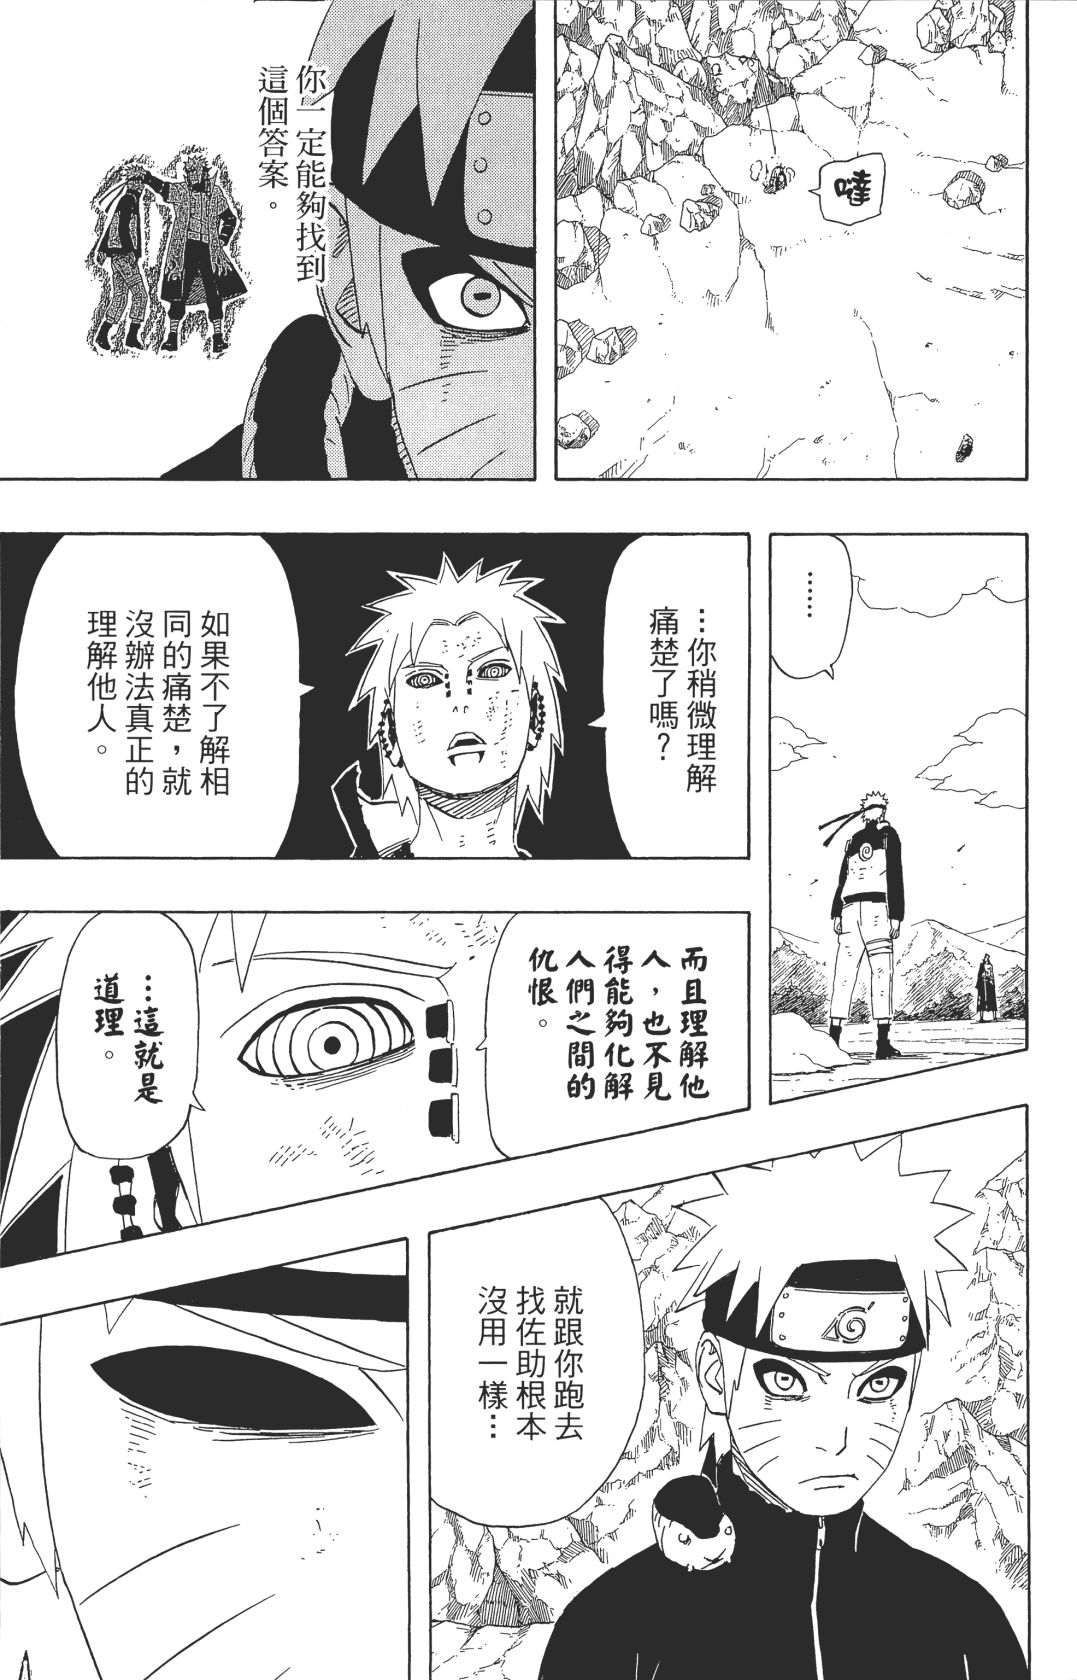 噠
你一定能夠找到
這個答案。
……
…你稍微理解
痛楚了嗎？
如果不了解相
同的痛楚，就
沒辦法真正的
理解他人。
而且理解他
人，也不見
得能夠化解
人們之間的
仇恨。
…這就是
道理。
就跟你跑去
找佐助根本
沒用一樣…